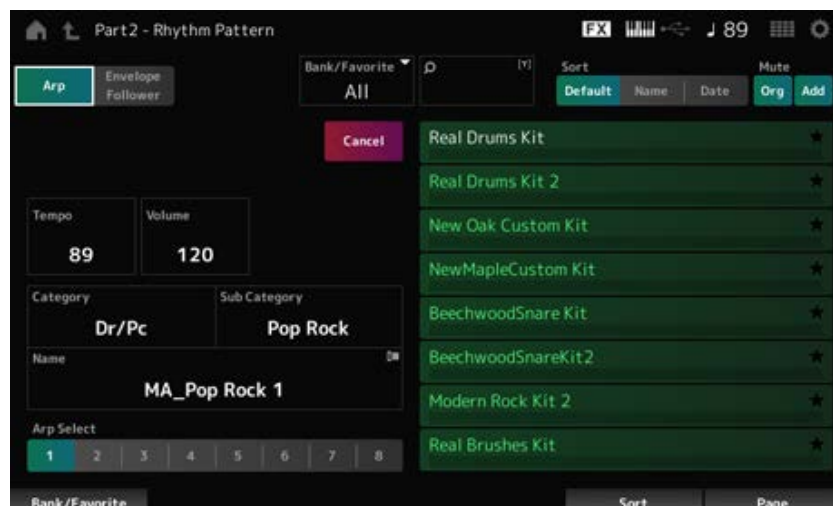 Part2 - Rhythm Pattern
FX
♩ 89
Arp
Envelope
Follower
Bank/Favorite
All
[Y]
Sort
Default
Name
Date
Mute
Org
Add
Cancel
Tempo
89
Volume
120
Category
Dr/Pc
Sub Category
Pop Rock
Name
MA_Pop Rock 1
Arp Select
1 2 3 4 5 6 7 8
Real Drums Kit
Real Drums Kit 2
New Oak Custom Kit
NewMapleCustom Kit
BeechwoodSnare Kit
BeechwoodSnareKit2
Modern Rock Kit 2
Real Brushes Kit
Bank/Favorite
Sort
Page